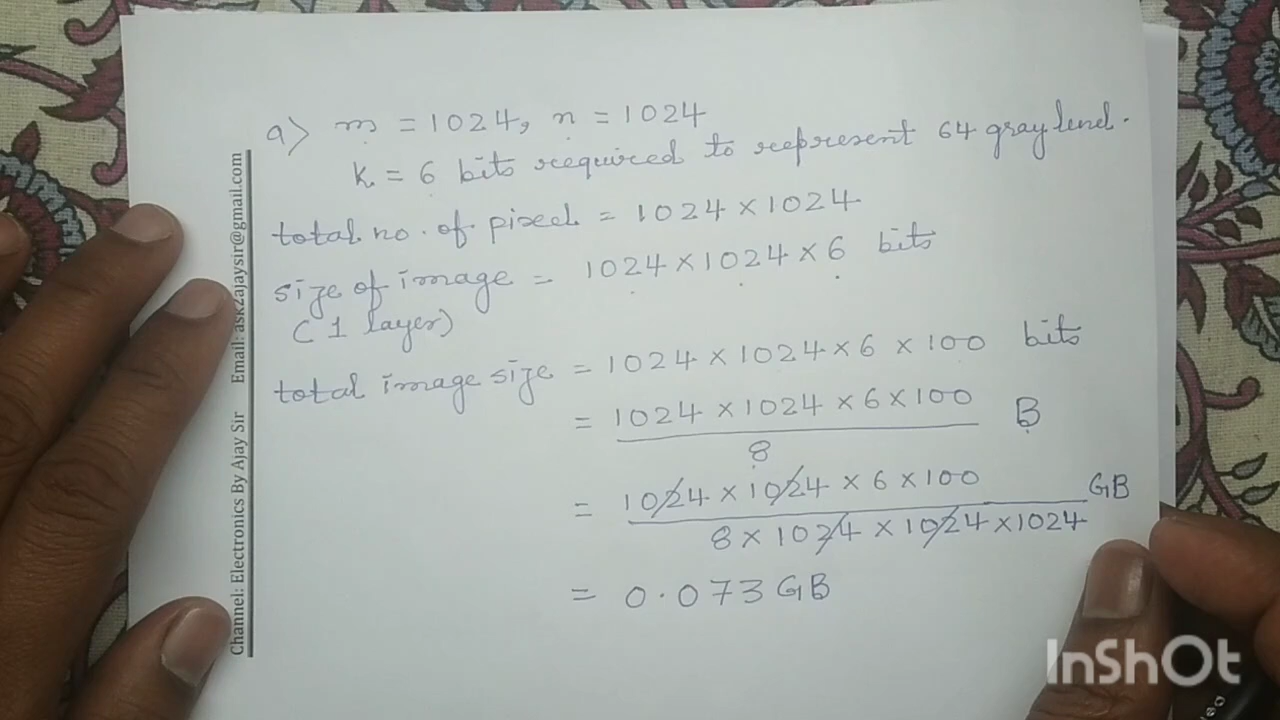 a) m = 1024, n = 1024
k = 6 bits required to represent 64 gray level.
total no. of pixel = 1024 × 1024
size of image = 1024 × 1024 × 6 bits
(1 layer)
total image size = 1024 × 1024 × 6 × 100 bits
= 1024 × 1024 × 6 × 100 B
8
= 1024 × 1024 × 6 × 100 GB
8 × 1024 × 1024 × 1024
= 0.073 GB
Channel: Electronics By Ajay Sir Email: ask2ajaysir@gmail.com
InShOt